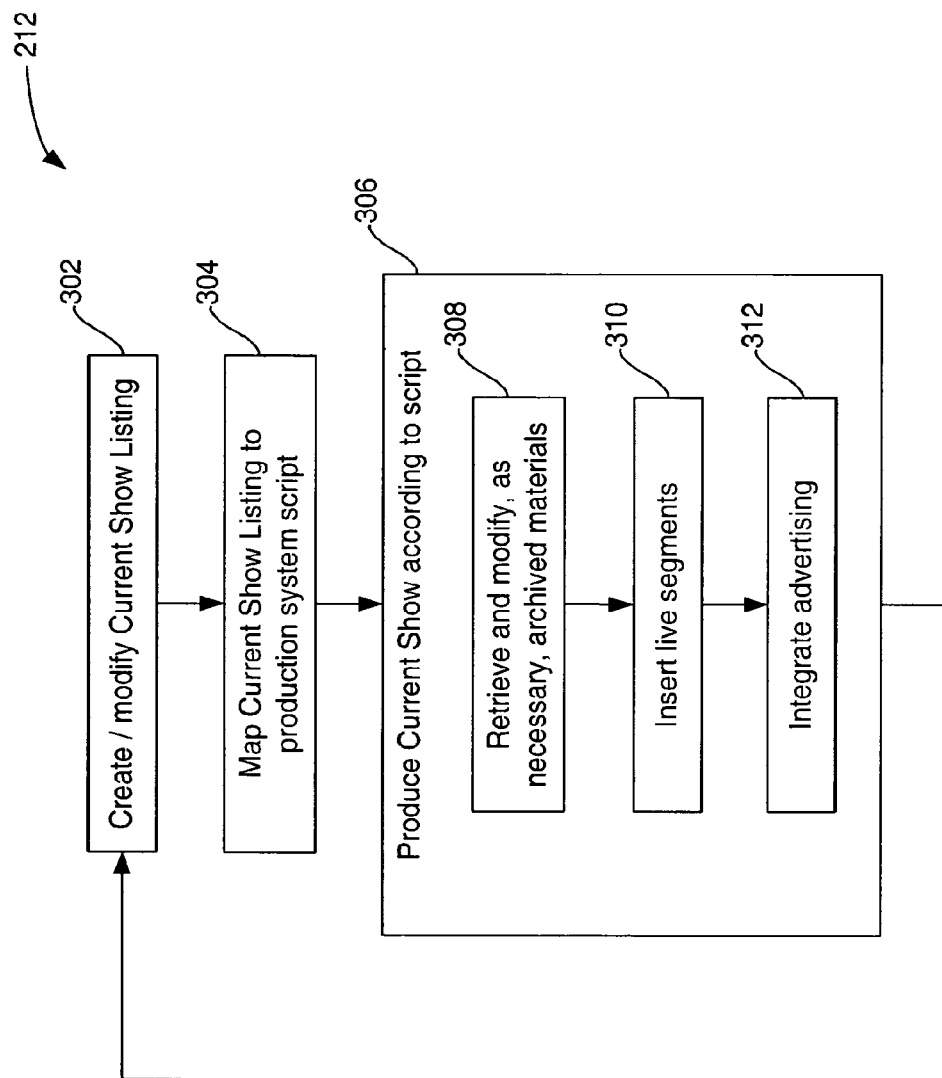 212
302
Create / modify Current Show Listing
304
Map Current Show Listing to
production system script
306
Produce Current Show according to script
308
Retrieve and modify, as
necessary, archived materials
310
Insert live segments
312
Integrate advertising